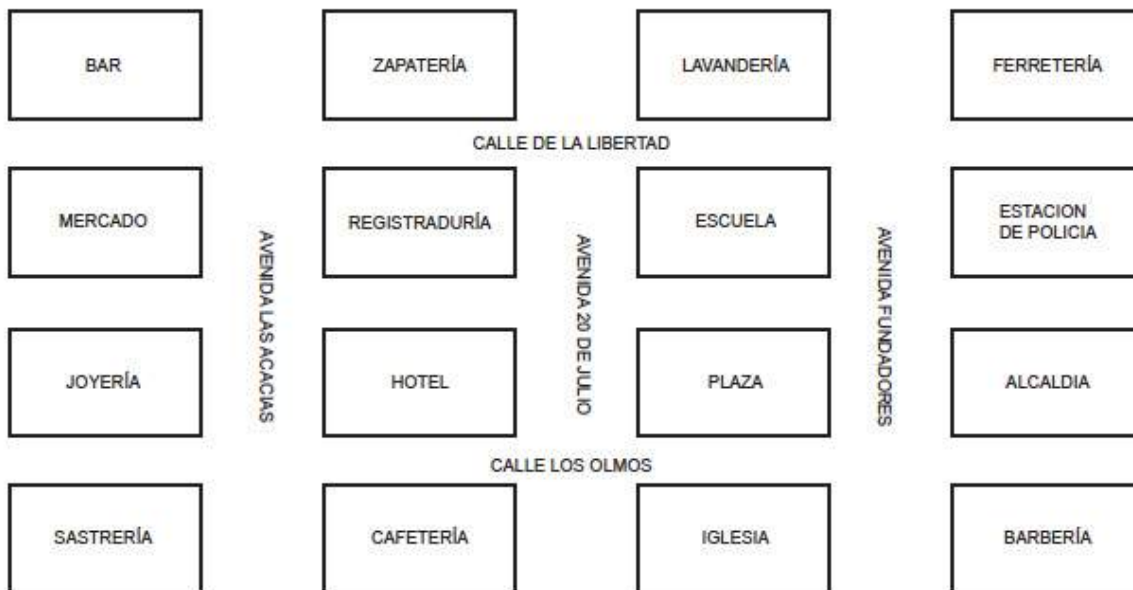 BAR
ZAPATERÍA
LAVANDERÍA
FERRETERÍA
CALLE DE LA LIBERTAD
MERCADO
REGISTRADURÍA
ESCUELA
ESTACION
DE POLICIA
AVENIDA LAS ACACIAS
AVENIDA 20 DE JULIO
AVENIDA FUNDADORES
JOYERÍA
HOTEL
PLAZA
ALCALDIA
CALLE LOS OLMOS
SASTRERÍA
CAFETERÍA
IGLESIA
BARBERÍA